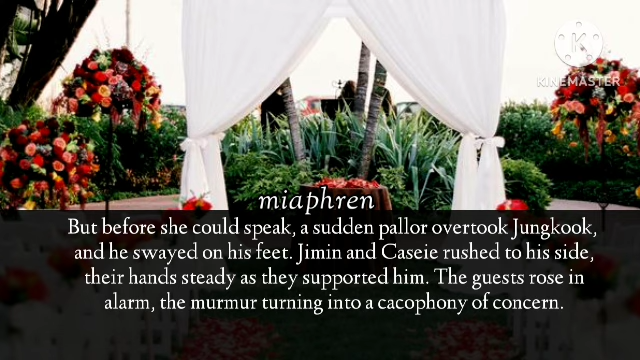 KINEMASTER
miaphren
But before she could speak, a sudden pallor overtook Jungkook,
and he swayed on his feet. Jimin and Caseie rushed to his side,
their hands steady as they supported him. The guests rose in
alarm, the murmur turning into a cacophony of concern.